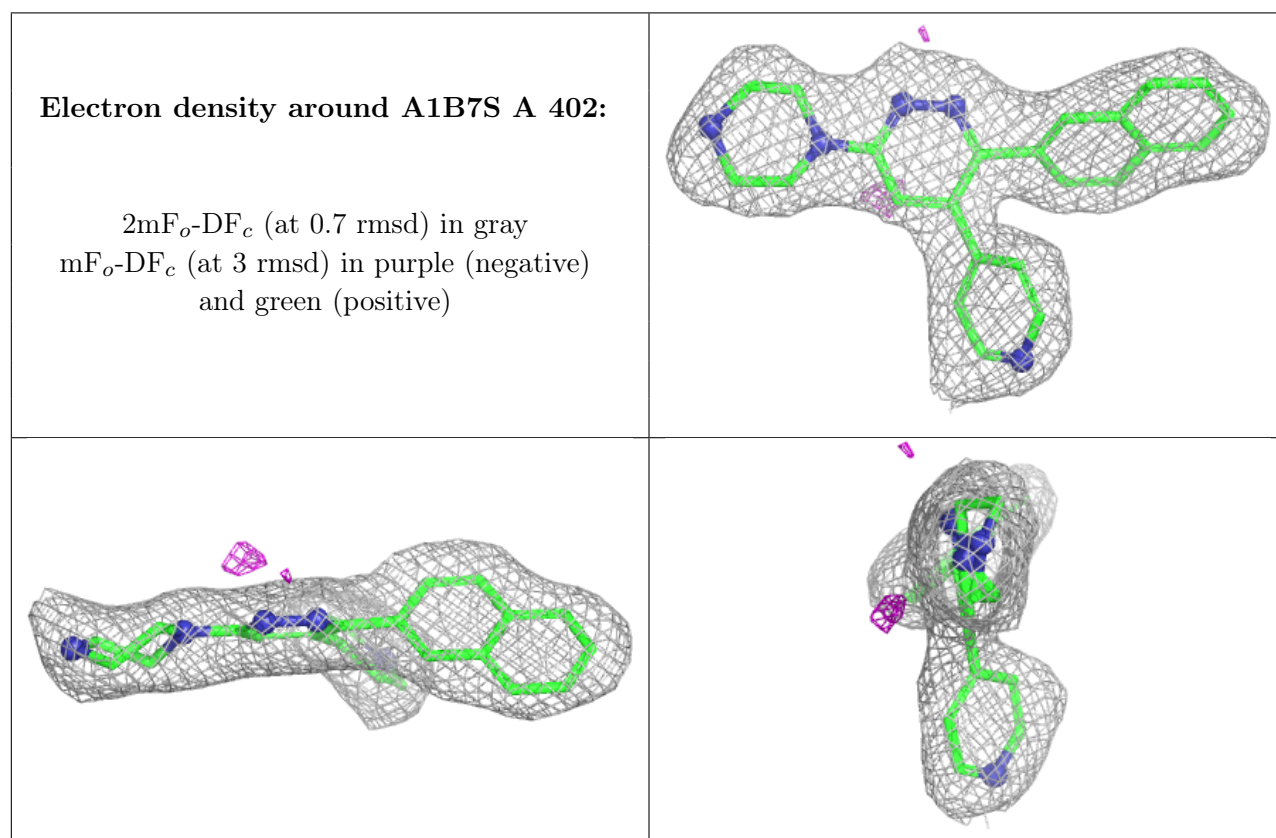 Electron density around A1B7S A 402:
2mFo-DFc (at 0.7 rmsd) in gray
mFo-DFc (at 3 rmsd) in purple (negative)
and green (positive)